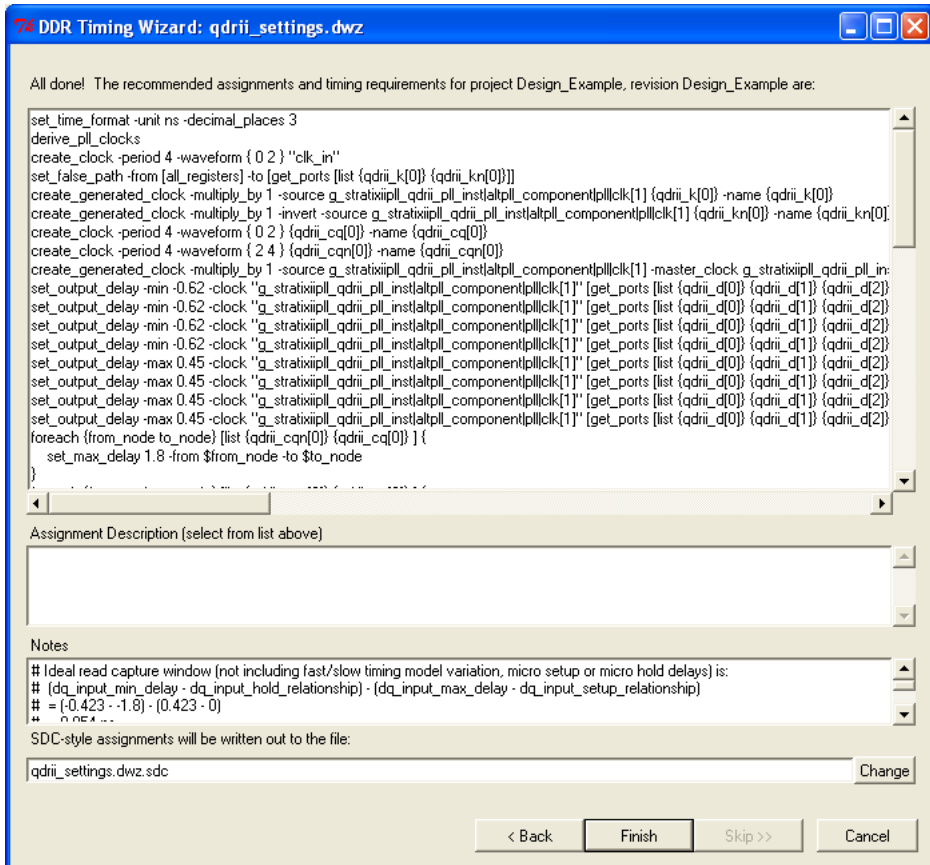 DDR Timing Wizard: qdrii_settings.dwz
All done! The recommended assignments and timing requirements for project Design_Example, revision Design_Example are:
set_time_format -unit ns -decimal_places 3
derive_pll_clocks
create_clock -period 4 -waveform { 0 2 } "clk_in"
set_false_path -from [all_registers] -to [get_ports [list {qdrii_k[0]} {qdrii_kn[0]}]]
create_generated_clock -multiply_by 1 -source g_stratixiipll_qdrii_pll_inst|altpll_component|pll|clk[1] {qdrii_k[0]} -name {qdrii_k[0]}
create_generated_clock -multiply_by 1 -invert -source g_stratixiipll_qdrii_pll_inst|altpll_component|pll|clk[1] {qdrii_kn[0]} -name {qdrii_kn[0]
create_clock -period 4 -waveform { 0 2 } {qdrii_cq[0]} -name {qdrii_cq[0]}
create_clock -period 4 -waveform { 2 4 } {qdrii_cqn[0]} -name {qdrii_cqn[0]}
create_generated_clock -multiply_by 1 -source g_stratixiipll_qdrii_pll_inst|altpll_component|pll|clk[1] -master_clock g_stratixiipll_qdrii_pll_in
set_output_delay -min -0.62 -clock "g_stratixiipll_qdrii_pll_inst|altpll_component|pll|clk[1]" [get_ports [list {qdrii_d[0]} {qdrii_d[1]} {qdrii_d[2]}
set_output_delay -min -0.62 -clock "g_stratixiipll_qdrii_pll_inst|altpll_component|pll|clk[1]" [get_ports [list {qdrii_d[0]} {qdrii_d[1]} {qdrii_d[2]}
set_output_delay -min -0.62 -clock "g_stratixiipll_qdrii_pll_inst|altpll_component|pll|clk[1]" [get_ports [list {qdrii_d[0]} {qdrii_d[1]} {qdrii_d[2]}
set_output_delay -min -0.62 -clock "g_stratixiipll_qdrii_pll_inst|altpll_component|pll|clk[1]" [get_ports [list {qdrii_d[0]} {qdrii_d[1]} {qdrii_d[2]}
set_output_delay -max 0.45 -clock "g_stratixiipll_qdrii_pll_inst|altpll_component|pll|clk[1]" [get_ports [list {qdrii_d[0]} {qdrii_d[1]} {qdrii_d[2]}
set_output_delay -max 0.45 -clock "g_stratixiipll_qdrii_pll_inst|altpll_component|pll|clk[1]" [get_ports [list {qdrii_d[0]} {qdrii_d[1]} {qdrii_d[2]}
set_output_delay -max 0.45 -clock "g_stratixiipll_qdrii_pll_inst|altpll_component|pll|clk[1]" [get_ports [list {qdrii_d[0]} {qdrii_d[1]} {qdrii_d[2]}
set_output_delay -max 0.45 -clock "g_stratixiipll_qdrii_pll_inst|altpll_component|pll|clk[1]" [get_ports [list {qdrii_d[0]} {qdrii_d[1]} {qdrii_d[2]}
foreach {from_node to_node} [list {qdrii_cqn[0]} {qdrii_cq[0]} ] {
set_max_delay 1.8 -from $from_node -to $to_node
}
Assignment Description (select from list above)
Notes
# Ideal read capture window (not including fast/slow timing model variation, micro setup or micro hold delays) is:
# (dq_input_min_delay - dq_input_hold_relationship) - (dq_input_max_delay - dq_input_setup_relationship)
# = (-0.423 - -1.8) - (0.423 - 0)
SDC-style assignments will be written out to the file:
qdrii_settings.dwz.sdc
Change
< Back
Finish
Skip >>
Cancel